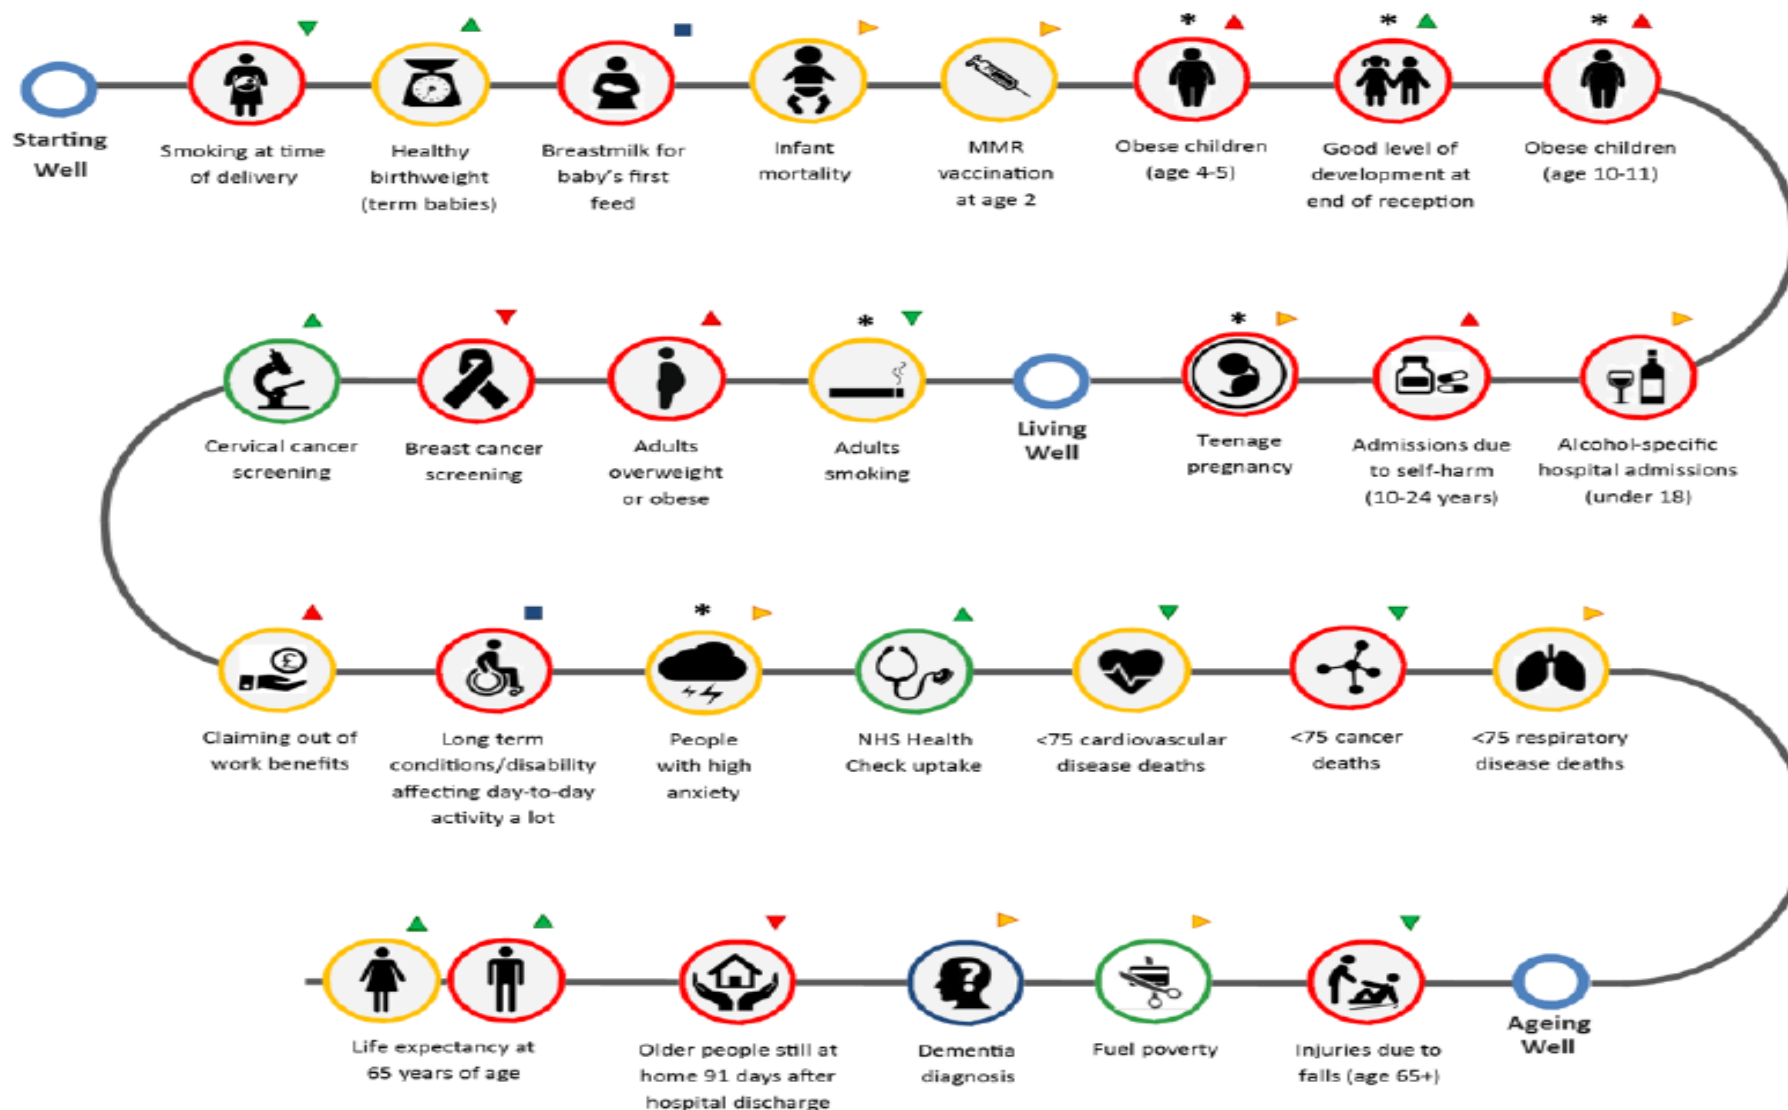 Starting
Well
Smoking at time
of delivery
Healthy
birthweight
(term babies)
Breastmilk for
baby's first
feed
Infant
mortality
MMR
vaccination
at age 2
*
Obese children
(age 4-5)
*
Good level of
development at
end of reception
*
Obese children
(age 10-11)
Cervical cancer
screening
Breast cancer
screening
Adults
overweight
or obese
*
Adults
smoking
Living
Well
*
Teenage
pregnancy
Admissions due
to self-harm
(10-24 years)
Alcohol-specific
hospital admissions
(under 18)
£
Claiming out of
work benefits
Long term
conditions/disability
affecting day-to-day
activity a lot
*
People
with high
anxiety
NHS Health
Check uptake
<75 cardiovascular
disease deaths
<75 cancer
deaths
<75 respiratory
disease deaths
Life expectancy at
65 years of age
Older people still at
home 91 days after
hospital discharge
?
Dementia
diagnosis
Fuel poverty
Injuries due to
falls (age 65+)
Ageing
Well